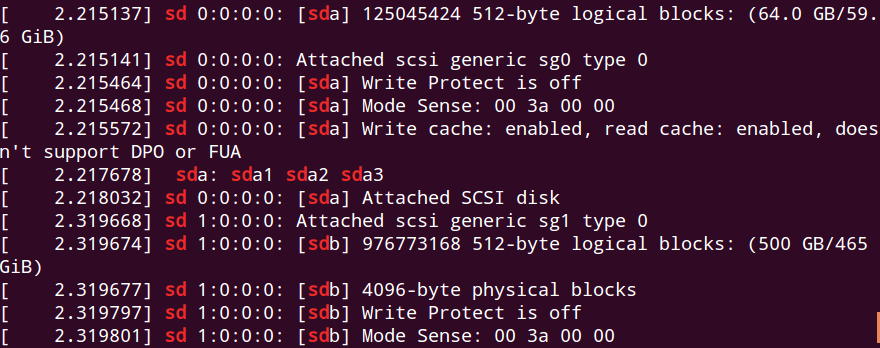 [    2.215137] sd 0:0:0:0: [sda] 125045424 512-byte logical blocks: (64.0 GB/59.
6 GiB)
[    2.215141] sd 0:0:0:0: Attached scsi generic sg0 type 0
[    2.215464] sd 0:0:0:0: [sda] Write Protect is off
[    2.215468] sd 0:0:0:0: [sda] Mode Sense: 00 3a 00 00
[    2.215572] sd 0:0:0:0: [sda] Write cache: enabled, read cache: enabled, does
n't support DPO or FUA
[    2.217678]  sda: sda1 sda2 sda3
[    2.218032] sd 0:0:0:0: [sda] Attached SCSI disk
[    2.319668] sd 1:0:0:0: Attached scsi generic sg1 type 0
[    2.319674] sd 1:0:0:0: [sdb] 976773168 512-byte logical blocks: (500 GB/465
GiB)
[    2.319677] sd 1:0:0:0: [sdb] 4096-byte physical blocks
[    2.319797] sd 1:0:0:0: [sdb] Write Protect is off
[    2.319801] sd 1:0:0:0: [sdb] Mode Sense: 00 3a 00 00